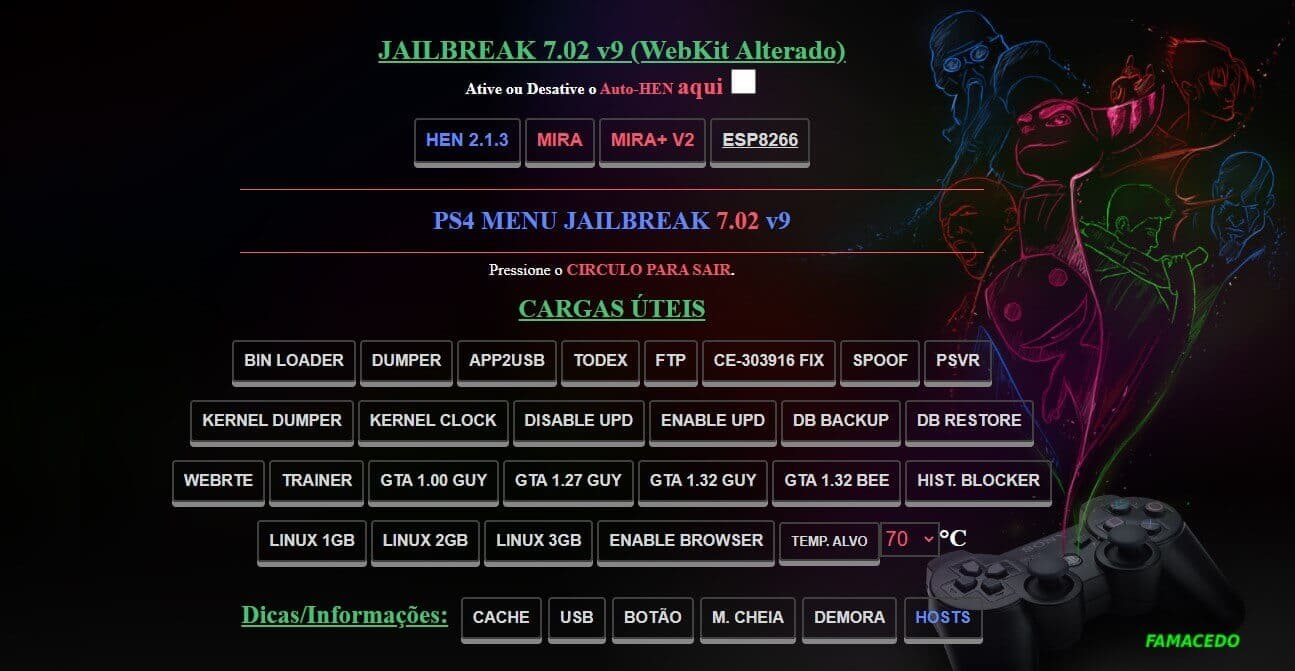 JAILBREAK 7.02 v9 (WebKit Alterado)
Ative ou Desative o Auto-HEN aqui
HEN 2.1.3 MIRA MIRA+ V2 ESP8266
PS4 MENU JAILBREAK 7.02 v9
Pressione o CIRCULO PARA SAIR.
CARGAS ÚTEIS
BIN LOADER DUMPER APP2USB TODEX FTP CE-303916 FIX SPOOF PSVR
KERNEL DUMPER KERNEL CLOCK DISABLE UPD ENABLE UPD DB BACKUP DB RESTORE
WEBRTE TRAINER GTA 1.00 GUY GTA 1.27 GUY GTA 1.32 GUY GTA 1.32 BEE HIST. BLOCKER
LINUX 1GB LINUX 2GB LINUX 3GB ENABLE BROWSER TEMP. ALVO 70 °C
Dicas/Informações: CACHE USB BOTÃO M. CHEIA DEMORA HOSTS
SONY
FAMACEDO